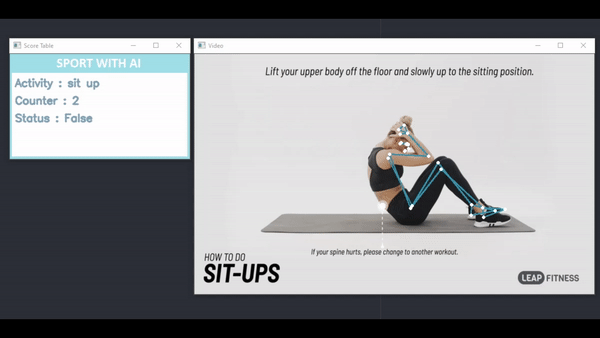 Score Table
SPORT WITH AI
Activity : sit up
Counter : 2
Status : False
Video
Lift your upper body off the floor and slowly up to the sitting position.
If your spine hurts, please change to another workout.
HOW TO DO
SIT-UPS
LEAP FITNESS